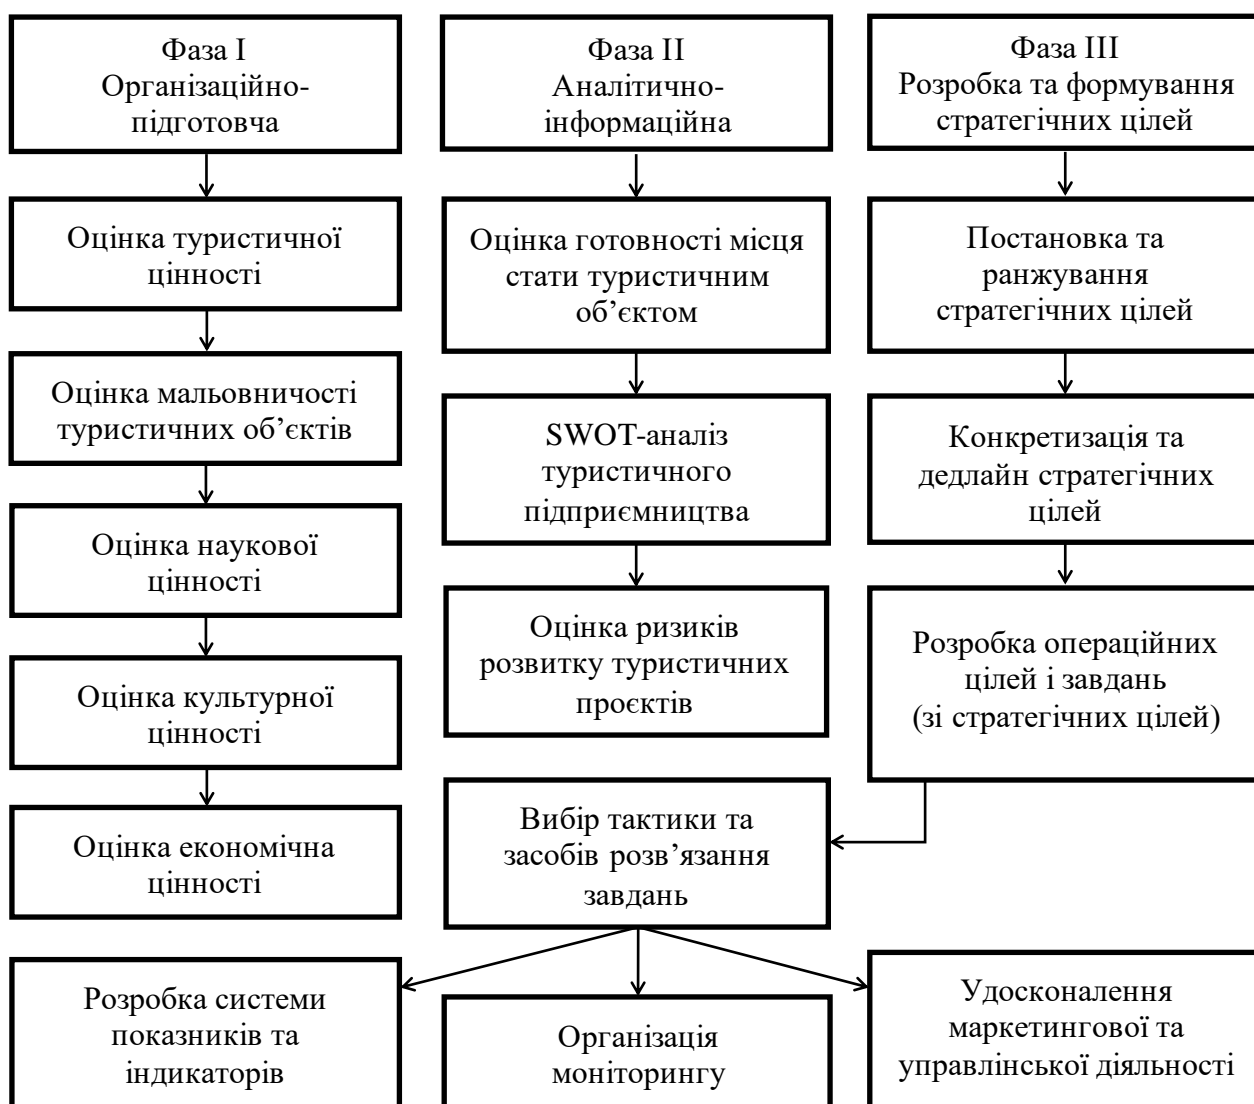 Фаза I
Організаційно-
підготовча
Оцінка туристичної
цінності
Оцінка мальовничості
туристичних об’єктів
Оцінка наукової
цінності
Оцінка культурної
цінності
Оцінка економічна
цінності
Фаза II
Аналітично-
інформаційна
Оцінка готовності місця
стати туристичним
об’єктом
SWOT-аналіз
туристичного
підприємництва
Оцінка ризиків
розвитку туристичних
проєктів
Фаза III
Розробка та формування
стратегічних цілей
Постановка та
ранжування
стратегічних цілей
Конкретизація та
дедлайн стратегічних
цілей
Розробка операційних
цілей і завдань
(зі стратегічних цілей)
Вибір тактики та
засобів розв’язання
завдань
Розробка системи
показників та
індикаторів
Організація
моніторингу
Удосконалення
маркетингової та
управлінської діяльності